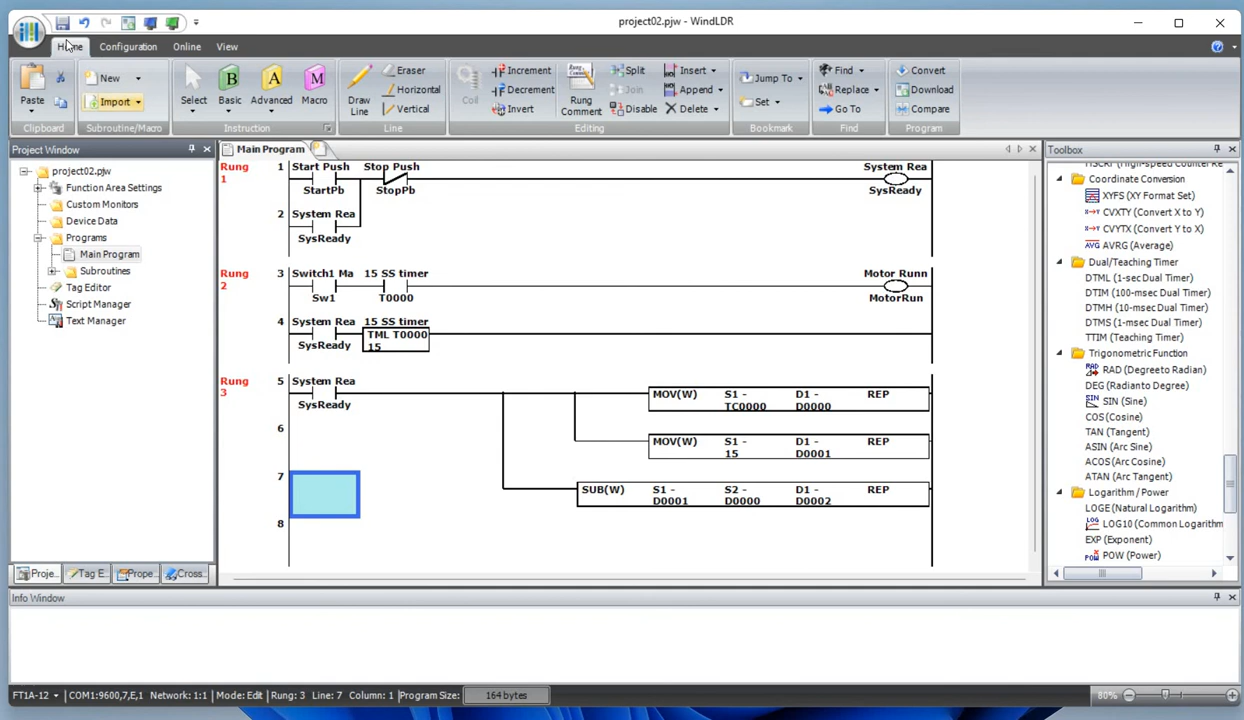 project02.pjw - WindLDR
Home Configuration Online View
Paste
Clipboard
New
Import
Subroutine/Macro
Select
Basic
Advanced
Macro
Instruction
Draw Line
Eraser
Horizontal
Vertical
Line
Coil
Increment
Decrement
Invert
Rung Comment
Split
Join
Disable
Insert
Append
Delete
Editing
Jump To
Set
Bookmark
Find
Replace
Go To
Find
Convert
Download
Compare
Program
Project Window
project02.pjw
Function Area Settings
Custom Monitors
Device Data
Programs
Main Program
Subroutines
Tag Editor
Script Manager
Text Manager
Proje... Tag E... Prope... Cross...
Main Program
Rung 1
1 Start Push Stop Push System Rea
StartPb StopPb SysReady
2 System Rea
SysReady
Rung 2
3 Switch1 Ma 15 SS timer Motor Runn
Sw1 T0000 MotorRun
4 System Rea 15 SS timer
TML T0000
SysReady 15
Rung 3
5 System Rea
MOV(W) S1 - D1 - REP
SysReady TC0000 D0000
6 MOV(W) S1 - D1 - REP
15 D0001
7 SUB(W) S1 - S2 - D1 - REP
D0001 D0000 D0002
8
Toolbox
Coordinate Conversion
XYFS (XY Format Set)
CVXTY (Convert X to Y)
CVYTX (Convert Y to X)
AVRG (Average)
Dual/Teaching Timer
DTML (1-sec Dual Timer)
DTIM (100-msec Dual Timer)
DTMH (10-msec Dual Timer)
DTMS (1-msec Dual Timer)
TTIM (Teaching Timer)
Trigonometric Function
RAD (Degreeto Radian)
DEG (Radianto Degree)
SIN (Sine)
COS (Cosine)
TAN (Tangent)
ASIN (Arc Sine)
ACOS (Arc Cosine)
ATAN (Arc Tangent)
Logarithm / Power
LOGE (Natural Logarithm)
LOG10 (Common Logarithm
EXP (Exponent)
POW (Power)
Info Window
FT1A-12 COM1:9600,7,E,1 Network: 1:1 Mode: Edit Rung: 3 Line: 7 Column: 1 Program Size: 164 bytes 80%